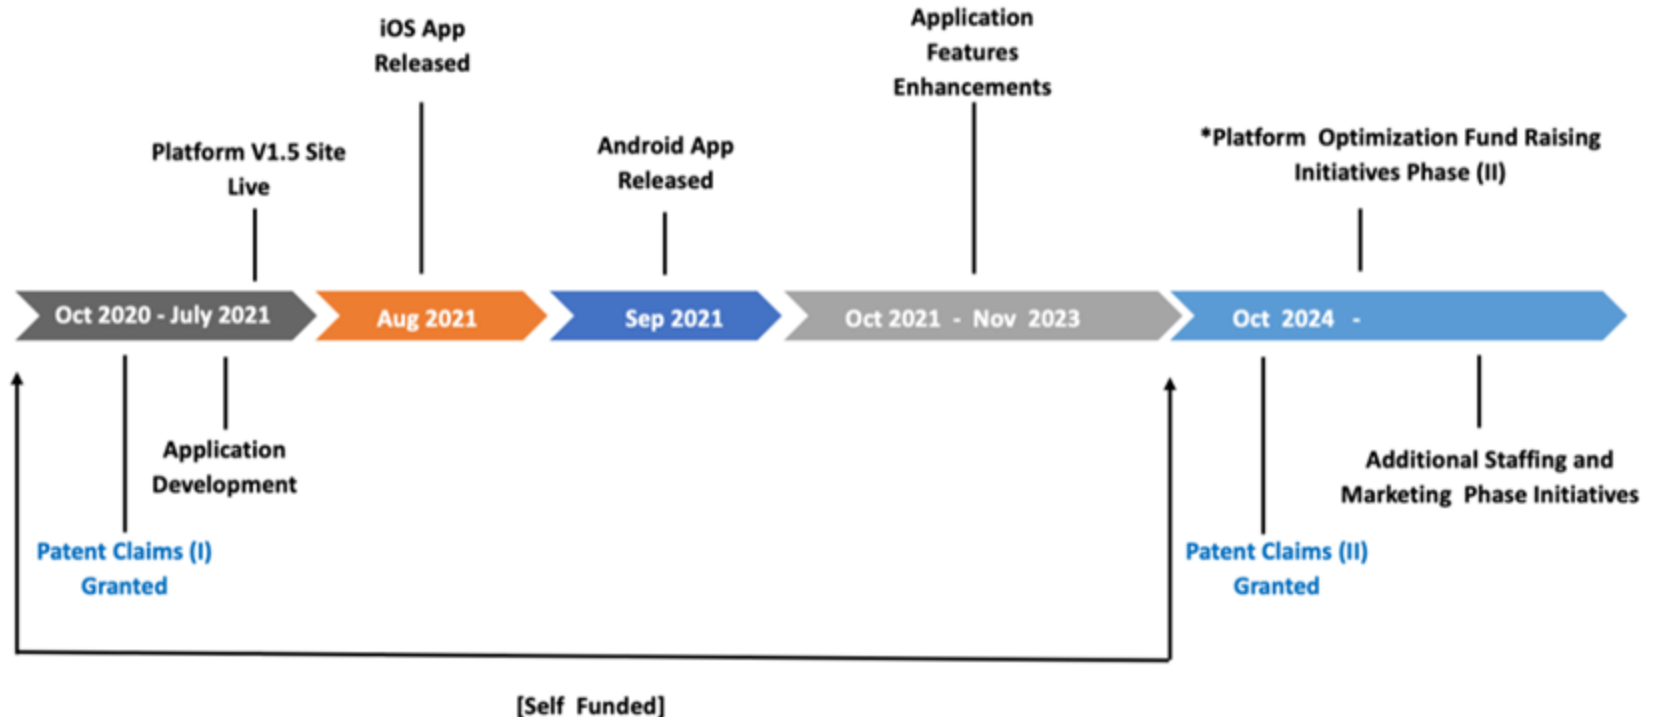 iOS App
Released
Application
Features
Enhancements
Platform V1.5 Site
Live
Android App
Released
*Platform Optimization Fund Raising
Initiatives Phase (II)
Oct 2020 - July 2021
Aug 2021
Sep 2021
Oct 2021 - Nov 2023
Oct 2024 -
Application
Development
Additional Staffing and
Marketing Phase Initiatives
Patent Claims (I)
Granted
Patent Claims (II)
Granted
[Self Funded]